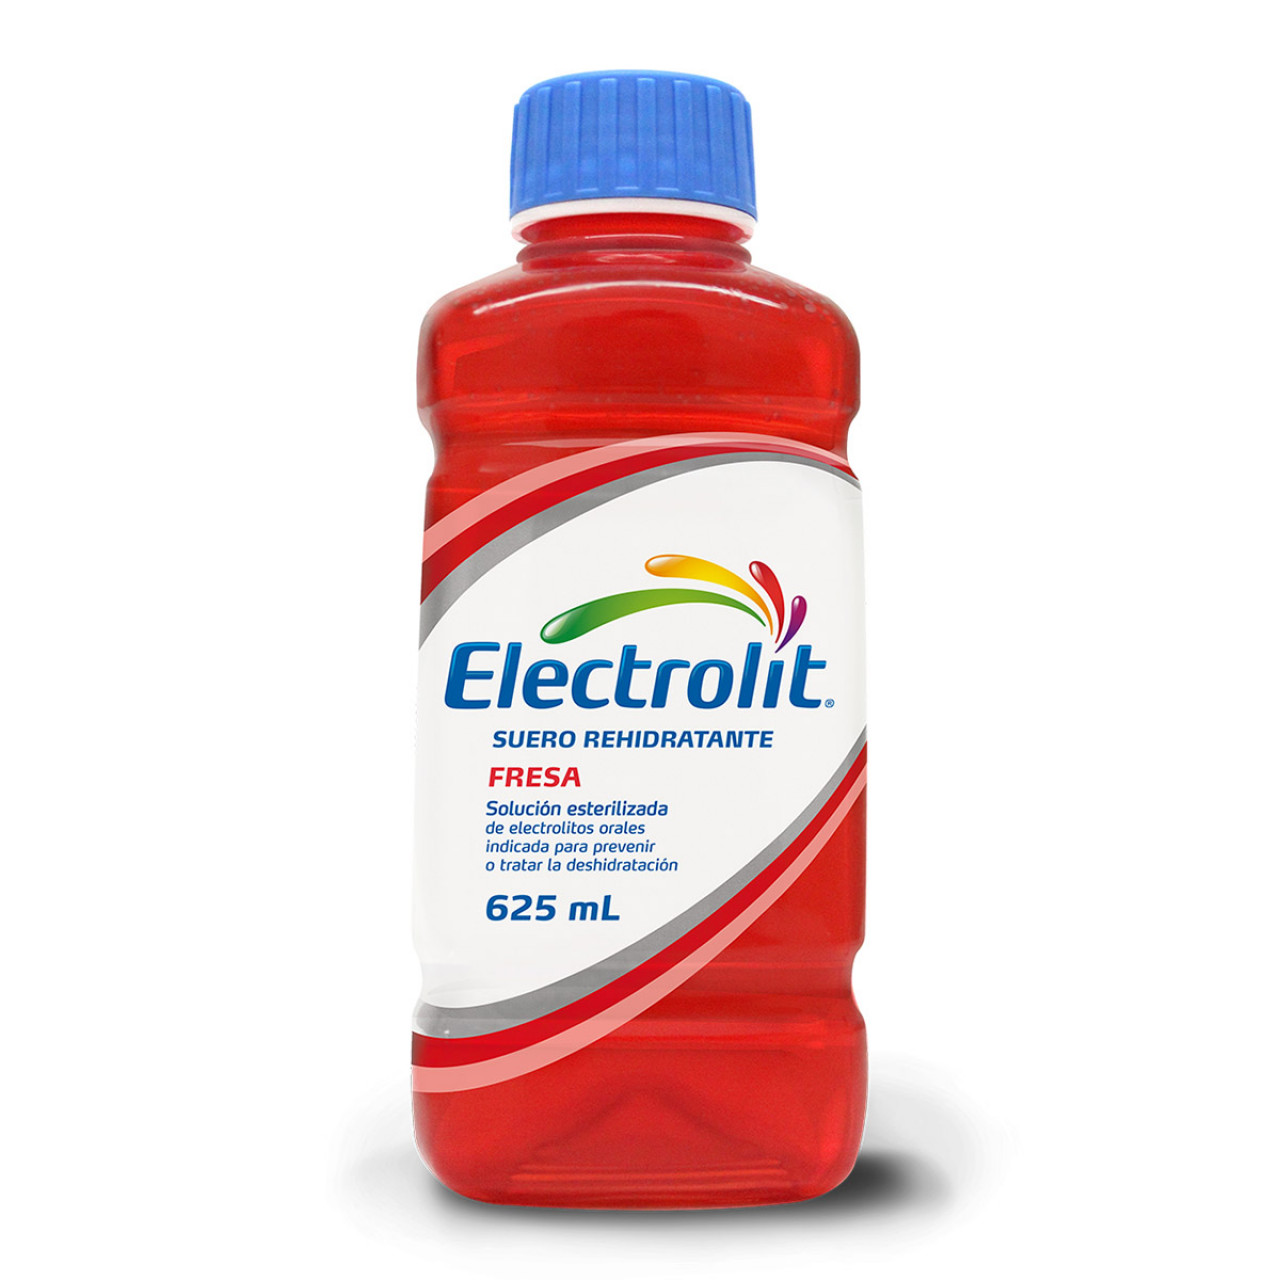 Electrolit®
SUERO REHIDRATANTE
FRESA
Solución esterilizada
de electrolitos orales
indicada para prevenir
o tratar la deshidratación
625 mL